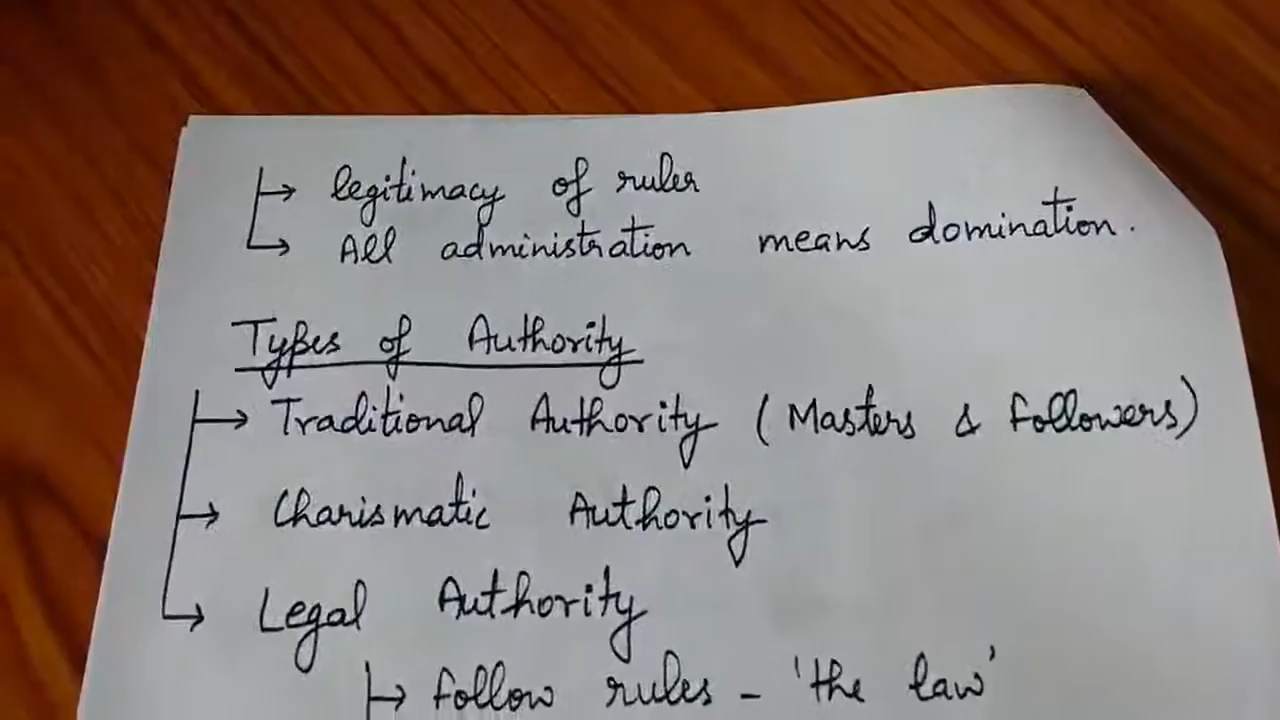 legitimacy of ruler
All administration means domination.
Types of Authority
Traditional Authority (Masters & followers)
Charismatic Authority
Legal Authority
follow rules - 'the law'